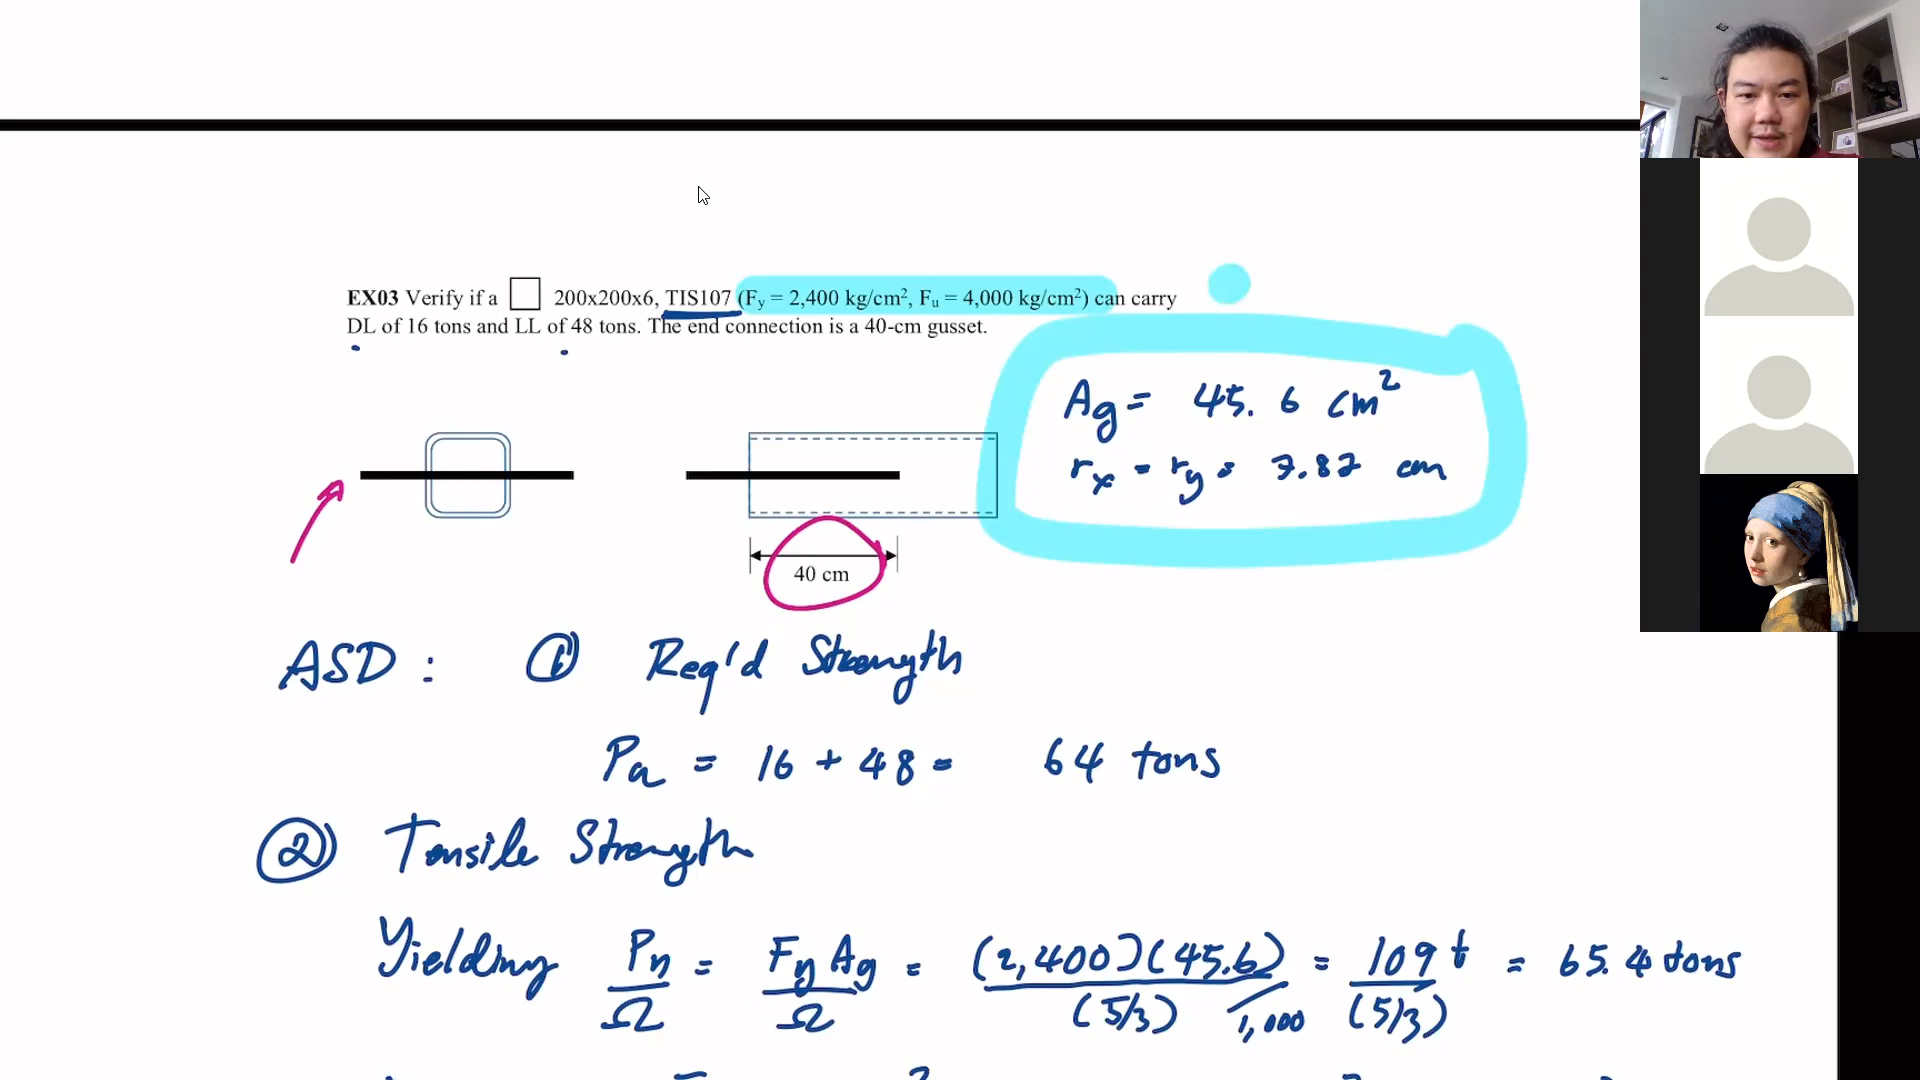 EX03 Verify if a 200x200x6, TIS107 (Fy = 2,400 kg/cm², Fu = 4,000 kg/cm²) can carry
DL of 16 tons and LL of 48 tons. The end connection is a 40-cm gusset.
Ag = 45.6 cm²
rx = ry = 7.87 cm
40 cm
ASD : ① Req'd Strength
Pa = 16 + 48 = 64 tons
② Tensile Strength
Yielding Pn/Ω = FyAg/Ω = (2,400)(45.6)/(5/3) /1,000 = 109 t/(5/3) = 65.4 tons